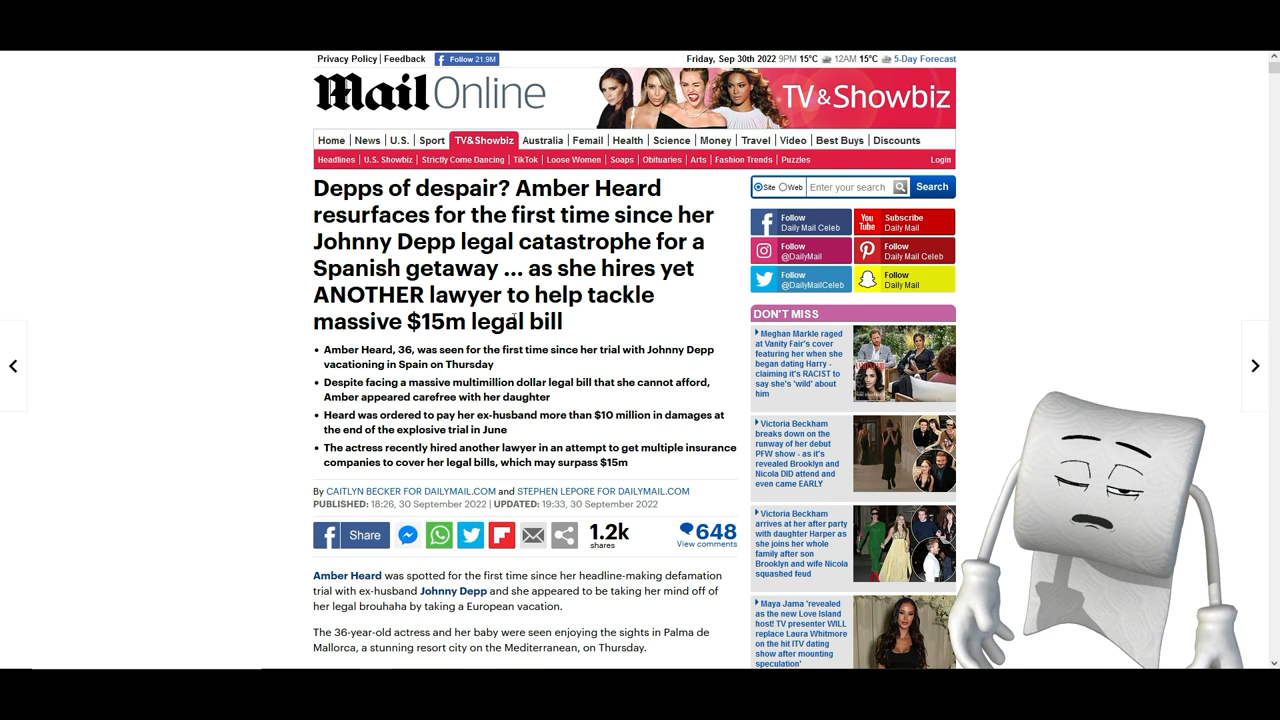 Privacy Policy | Feedback
Follow 21.9M
Friday, Sep 30th 2022 9PM 15°C 12AM 15°C 5-Day Forecast
Mail Online
TV&Showbiz
Home | News | U.S. | Sport | TV&Showbiz | Australia | Femail | Health | Science | Money | Travel | Video | Best Buys | Discounts
Headlines | U.S. Showbiz | Strictly Come Dancing | TikTok | Loose Women | Soaps | Obituaries | Arts | Fashion Trends | Puzzles
Login
Depps of despair? Amber Heard
resurfaces for the first time since her
Johnny Depp legal catastrophe for a
Spanish getaway ... as she hires yet
ANOTHER lawyer to help tackle
massive $15m legal bill
• Amber Heard, 36, was seen for the first time since her trial with Johnny Depp
vacationing in Spain on Thursday
• Despite facing a massive multimillion dollar legal bill that she cannot afford,
Amber appeared carefree with her daughter
• Heard was ordered to pay her ex-husband more than $10 million in damages at
the end of the explosive trial in June
• The actress recently hired another lawyer in an attempt to get multiple insurance
companies to cover her legal bills, which may surpass $15m
By CAITLYN BECKER FOR DAILYMAIL.COM and STEPHEN LEPORE FOR DAILYMAIL.COM
PUBLISHED: 18:26, 30 September 2022 | UPDATED: 19:33, 30 September 2022
Share
1.2k
shares
648
View comments
Amber Heard was spotted for the first time since her headline-making defamation
trial with ex-husband Johnny Depp and she appeared to be taking her mind off of
her legal brouhaha by taking a European vacation.
The 36-year-old actress and her baby were seen enjoying the sights in Palma de
Mallorca, a stunning resort city on the Mediterranean, on Thursday.
Site Web Enter your search Search
Follow
Daily Mail Celeb
You Tube
Subscribe
Daily Mail
Follow
@DailyMail
Follow
Daily Mail Celeb
Follow
@DailyMailCeleb
Follow
Daily Mail
DON'T MISS
Meghan Markle raged
at Vanity Fair's cover
featuring her when she
began dating Harry -
claiming it's RACIST to
say she's 'wild' about
him
Victoria Beckham
breaks down on the
runway of her debut
PFW show - as it's
revealed Brooklyn and
Nicola DID attend and
even came EARLY
Victoria Beckham
arrives at her after party
with daughter Harper as
she joins her whole
family after son
Brooklyn and wife Nicola
squashed feud
Maya Jama 'revealed
as the new Love Island
host! TV presenter WILL
replace Laura Whitmore
on the hit ITV dating
show after mounting
speculation'